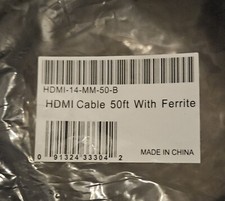 HDMI-14-MM-50-B
HDMI Cable 50ft With Ferrite
0 91324 33304 2
MADE IN CHINA